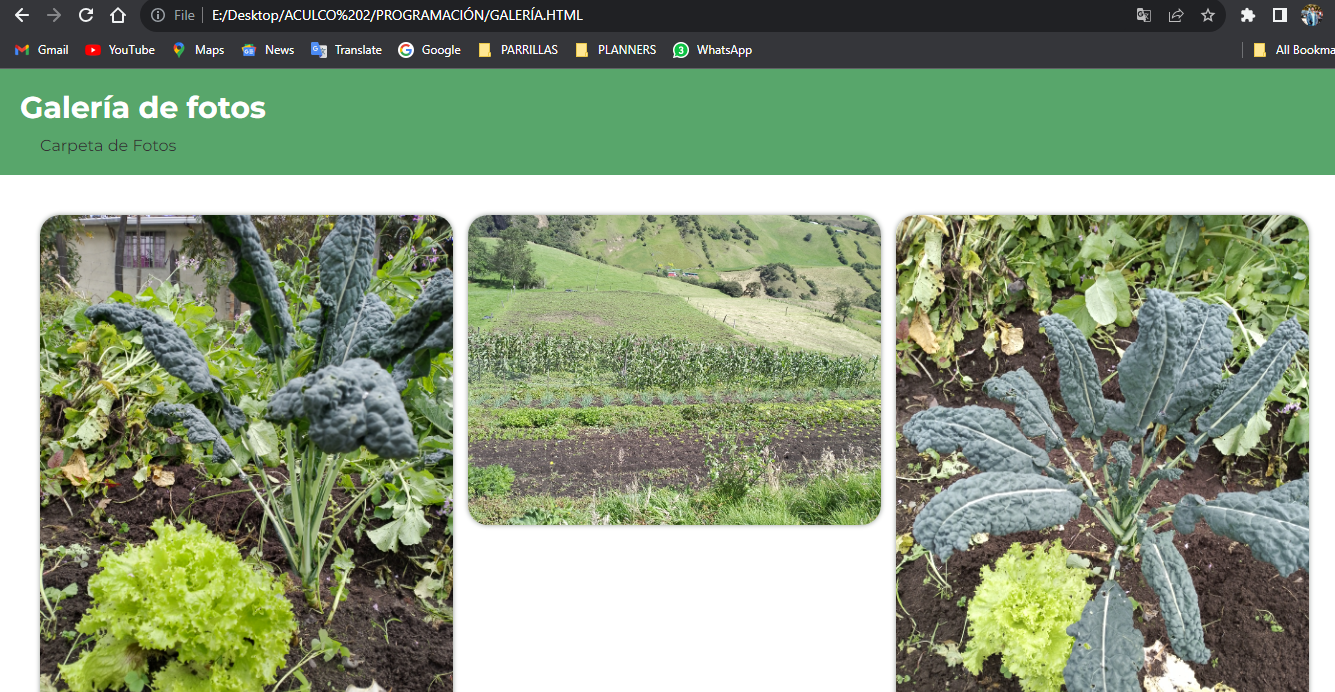 File E:/Desktop/ACULCO%202/PROGRAMACIÓN/GALERÍA.HTML
Gmail YouTube Maps News Translate Google PARRILLAS PLANNERS 3 WhatsApp All Bookma
Galería de fotos
Carpeta de Fotos